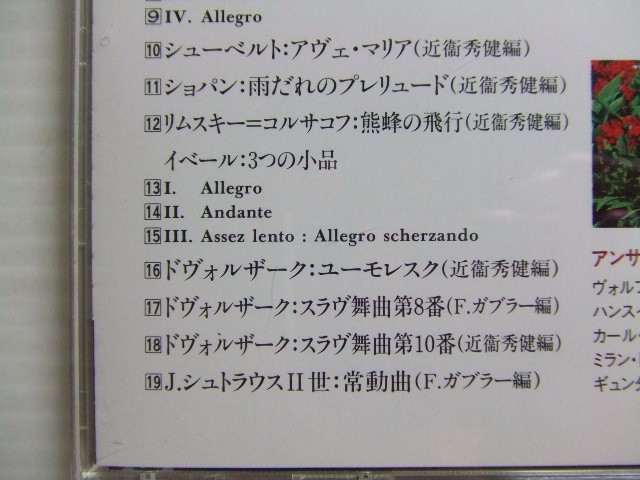 9 IV. Allegro
10 シューベルト:アヴェ・マリア(近衞秀健編)
11 ショパン:雨だれのプレリュード(近衞秀健編)
12 リムスキー=コルサコフ:熊蜂の飛行(近衞秀健編)
イベール:3つの小品
13 I. Allegro
14 II. Andante
15 III. Assez lento : Allegro scherzando
16 ドヴォルザーク:ユーモレスク(近衞秀健編)
17 ドヴォルザーク:スラヴ舞曲第8番(F.ガブラー編)
18 ドヴォルザーク:スラヴ舞曲第10番(近衞秀健編)
19 J.シュトラウスII世:常動曲(F.ガブラー編)
アンサ
ヴォルフ
ハンス・
カール・
ミラン・
ギュンタ